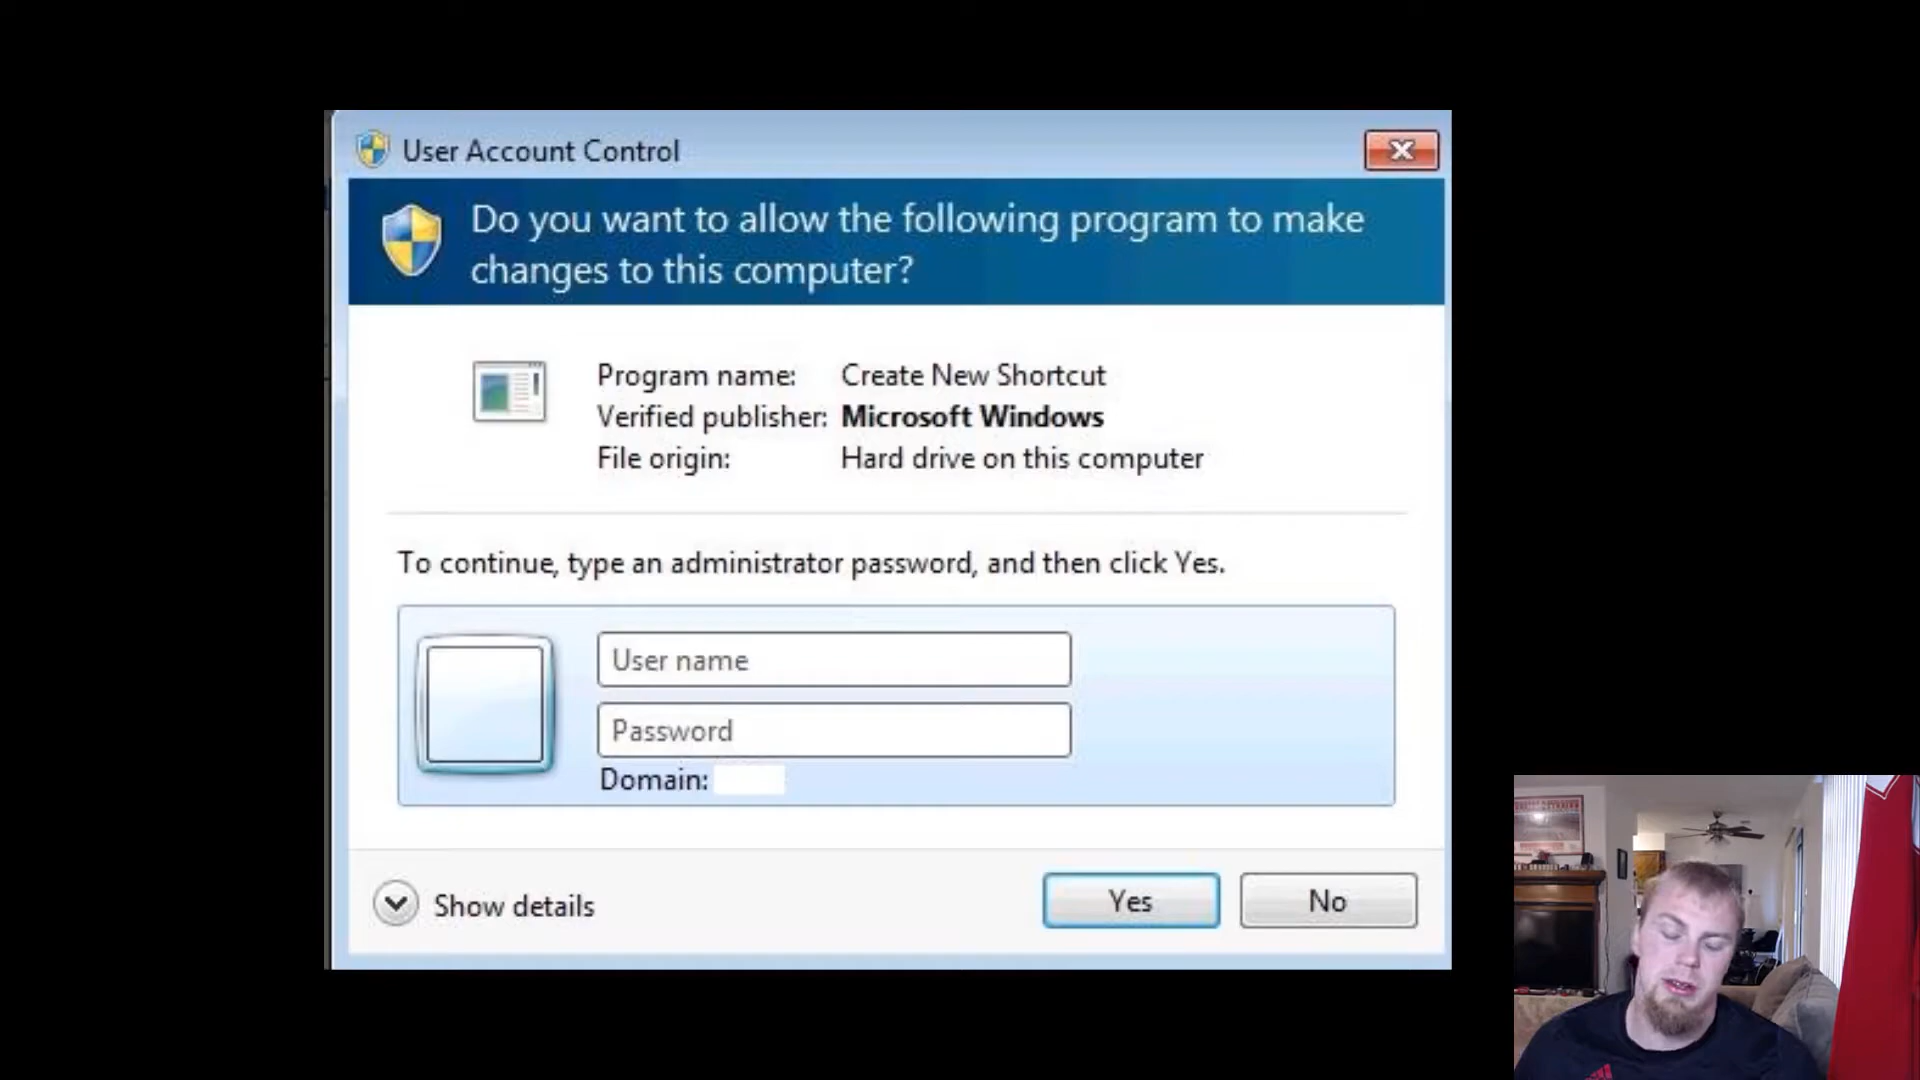 User Account Control
Do you want to allow the following program to make
changes to this computer?
Program name: Create New Shortcut
Verified publisher: Microsoft Windows
File origin: Hard drive on this computer
To continue, type an administrator password, and then click Yes.
User name
Password
Domain:
Show details
Yes
No